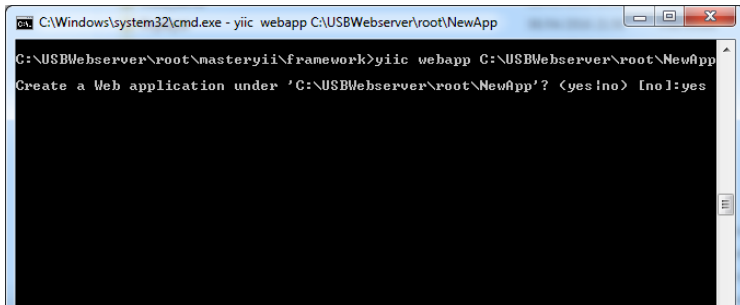 C:\Windows\system32\cmd.exe - yiic webapp C:\USBWebserver\root\NewApp
C:\USBWebserver\root\masteryii\framework>yiic webapp C:\USBWebserver\root\NewApp
Create a Web application under 'C:\USBWebserver\root\NewApp'? (yes|no) [no]:yes